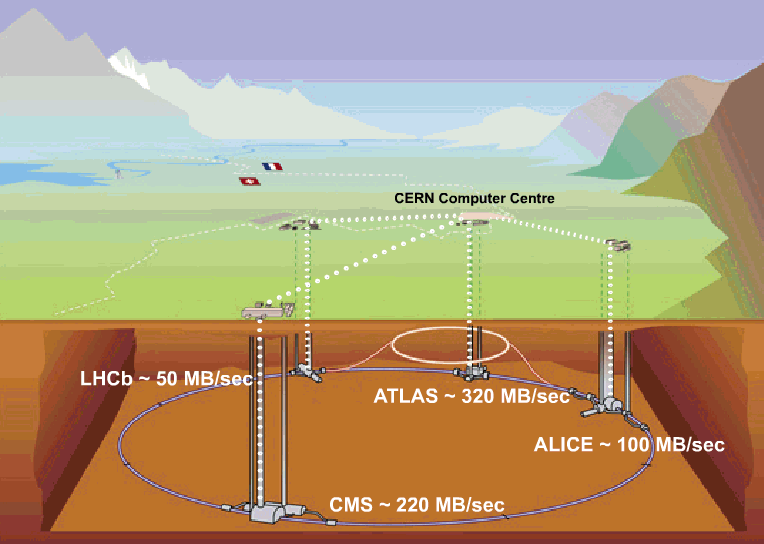 CERN Computer Centre
LHCb ~ 50 MB/sec
ATLAS ~ 320 MB/sec
ALICE ~ 100 MB/sec
CMS ~ 220 MB/sec